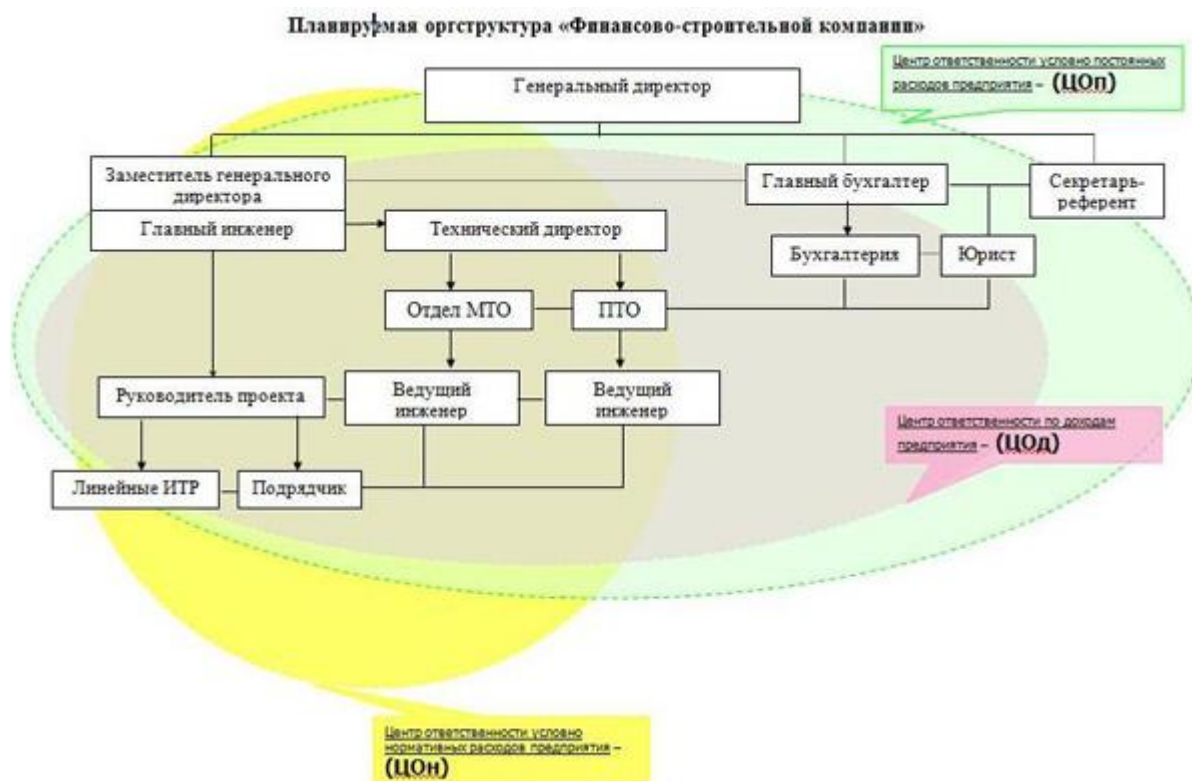 Планируемая оргструктура «Финансово-строительной компании»
Центр ответственности условно постоянных
расходов предприятия – (ЦОп)
Генеральный директор
Заместитель генерального
директора
Главный бухгалтер
Секретарь-
референт
Главный инженер
Технический директор
Бухгалтерия
Юрист
Отдел МТО
ПТО
Руководитель проекта
Ведущий
инженер
Ведущий
инженер
Центр ответственности по доходам
предприятия – (ЦОд)
Линейные ИТР
Подрядчик
Центр ответственности условно
нормативных расходов предприятия –
(ЦОн)